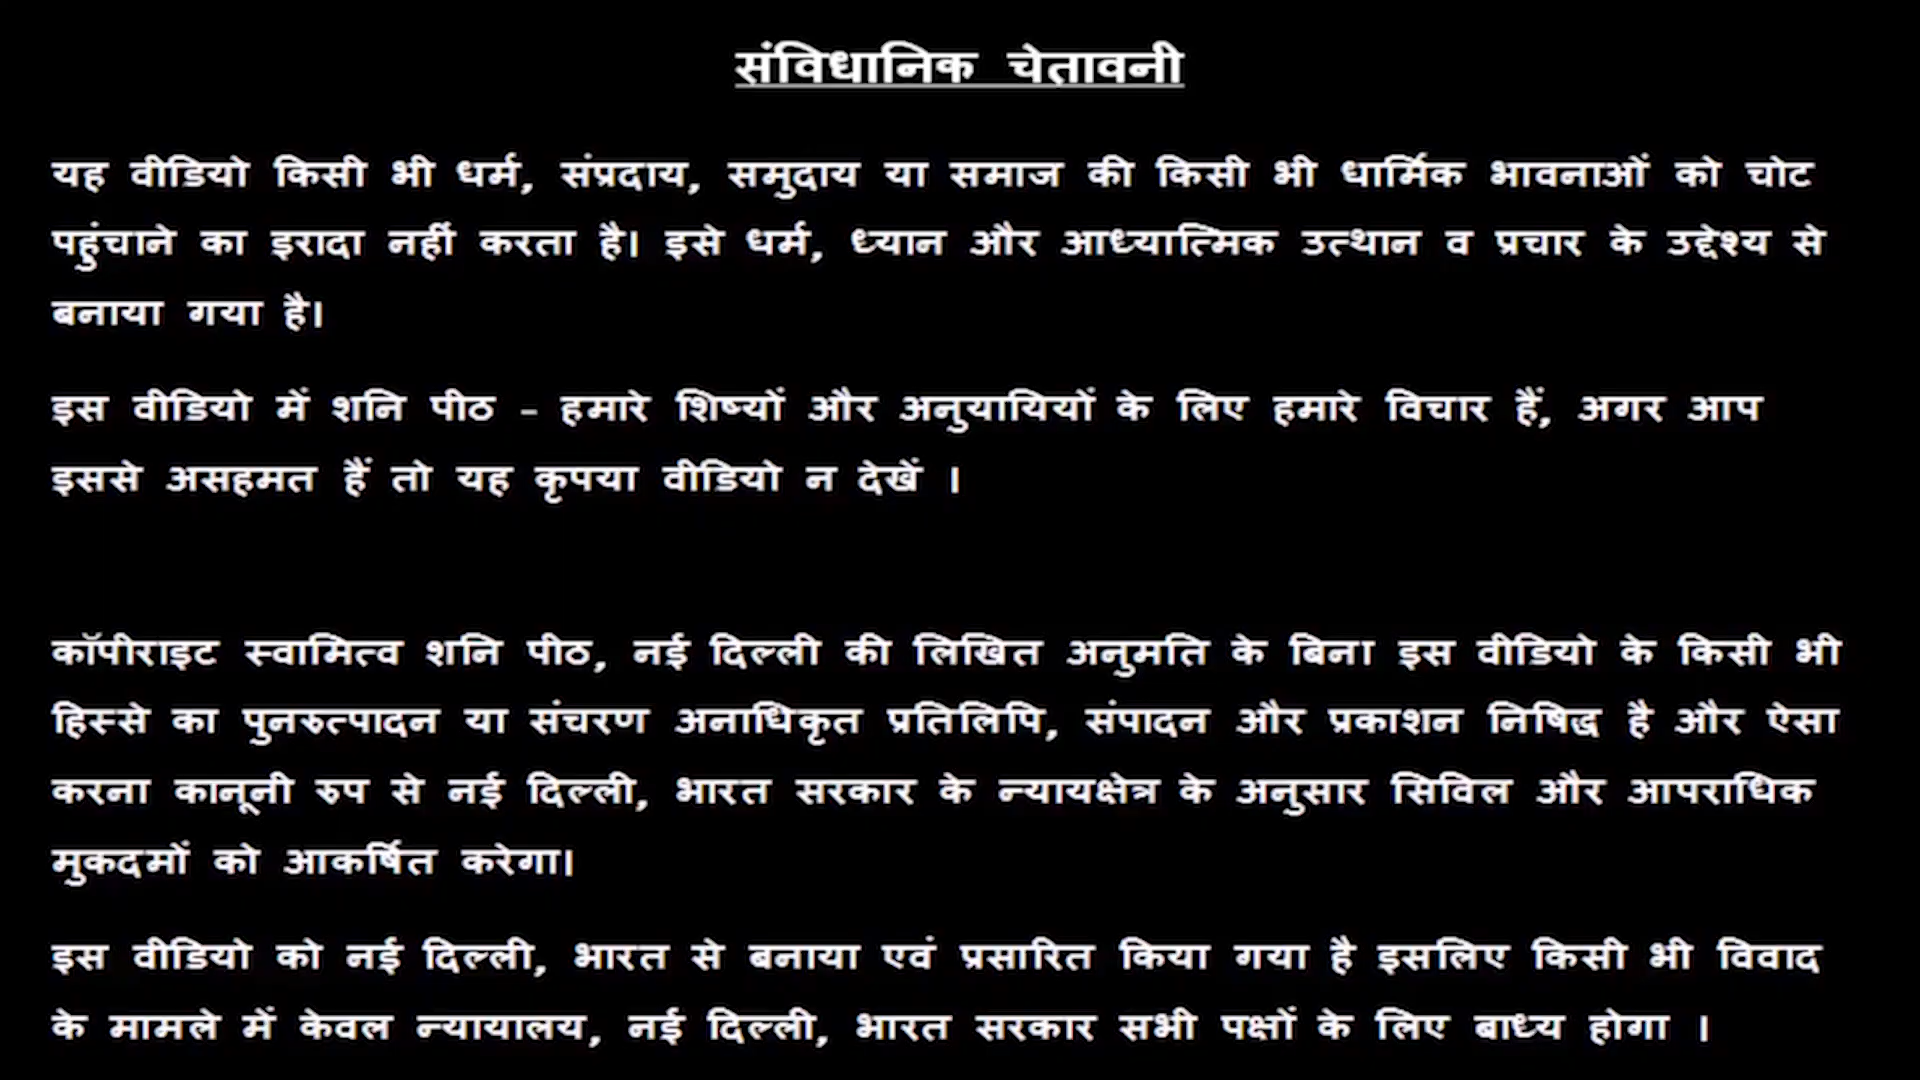 संविधानिक चेतावनी
यह वीडियो किसी भी धर्म, संप्रदाय, समुदाय या समाज की किसी भी धार्मिक भावनाओं को चोट
पहुंचाने का इरादा नहीं करता है। इसे धर्म, ध्यान और आध्यात्मिक उत्थान व प्रचार के उद्देश्य से
बनाया गया है।
इस वीडियो में शनि पीठ - हमारे शिष्यों और अनुयायियों के लिए हमारे विचार हैं, अगर आप
इससे असहमत हैं तो यह कृपया वीडियो न देखें ।
कॉपीराइट स्वामित्व शनि पीठ, नई दिल्ली की लिखित अनुमति के बिना इस वीडियो के किसी भी
हिस्से का पुनरुत्पादन या संचरण अनाधिकृत प्रतिलिपि, संपादन और प्रकाशन निषिद्ध है और ऐसा
करना कानूनी रुप से नई दिल्ली, भारत सरकार के न्यायक्षेत्र के अनुसार सिविल और आपराधिक
मुकदमों को आकर्षित करेगा।
इस वीडियो को नई दिल्ली, भारत से बनाया एवं प्रसारित किया गया है इसलिए किसी भी विवाद
के मामले में केवल न्यायालय, नई दिल्ली, भारत सरकार सभी पक्षों के लिए बाध्य होगा ।